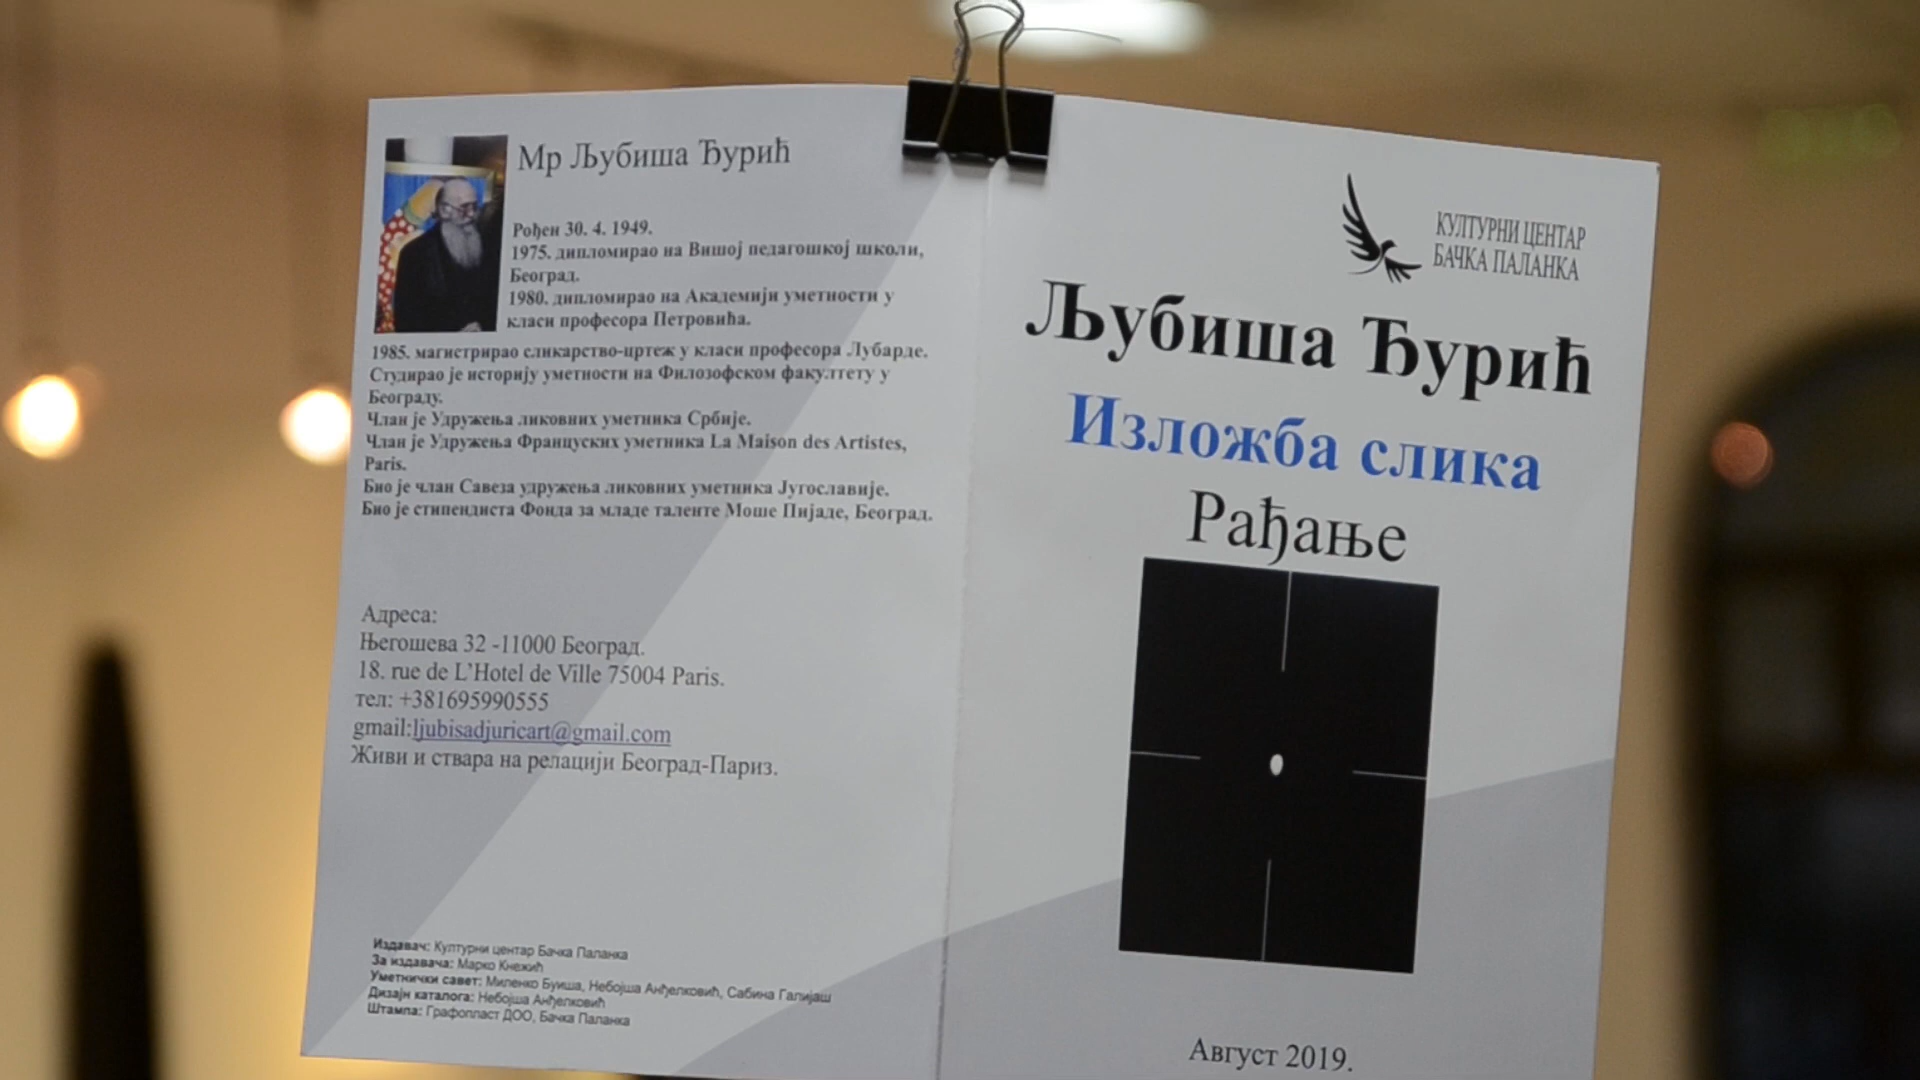 Мр Љубиша Ђурић
Рођен 30. 4. 1949.
1975. дипломирао на Вишој педагошкој школи,
Београд.
1980. дипломирао на Академији уметности у
класи професора Петровића.
1985. магистрирао сликарство-цртеж у класи професора Лубарде.
Студирао је историју уметности на Филозофском факултету у
Београду.
Члан је Удружења ликовних уметника Србије.
Члан је Удружења Француских уметника La Maison des Artistes,
Paris.
Био је члан Савеза удружења ликовних уметника Југославије.
Био је стипендиста Фонда за младе таленте Моше Пијаде, Београд.
Адреса:
Његошева 32 -11000 Београд.
18. rue de L’Hotel de Ville 75004 Paris.
тел: +381695990555
gmail:ljubisadjuricart@gmail.com
Живи и ствара на релацији Београд-Париз.
Издавач: Културни центар Бачка Паланка
За издавача: Марко Кнежић
Уметнички савет: Миленко Буиша, Небојша Анђелковић, Сабина Галијаш
Дизајн каталога: Небојша Анђелковић
Штампа: Графопласт ДОО, Бачка Паланка
КУЛТУРНИ ЦЕНТАР
БАЧКА ПАЛАНКА
Љубиша Ђурић
Изложба слика
Рађање
Август 2019.